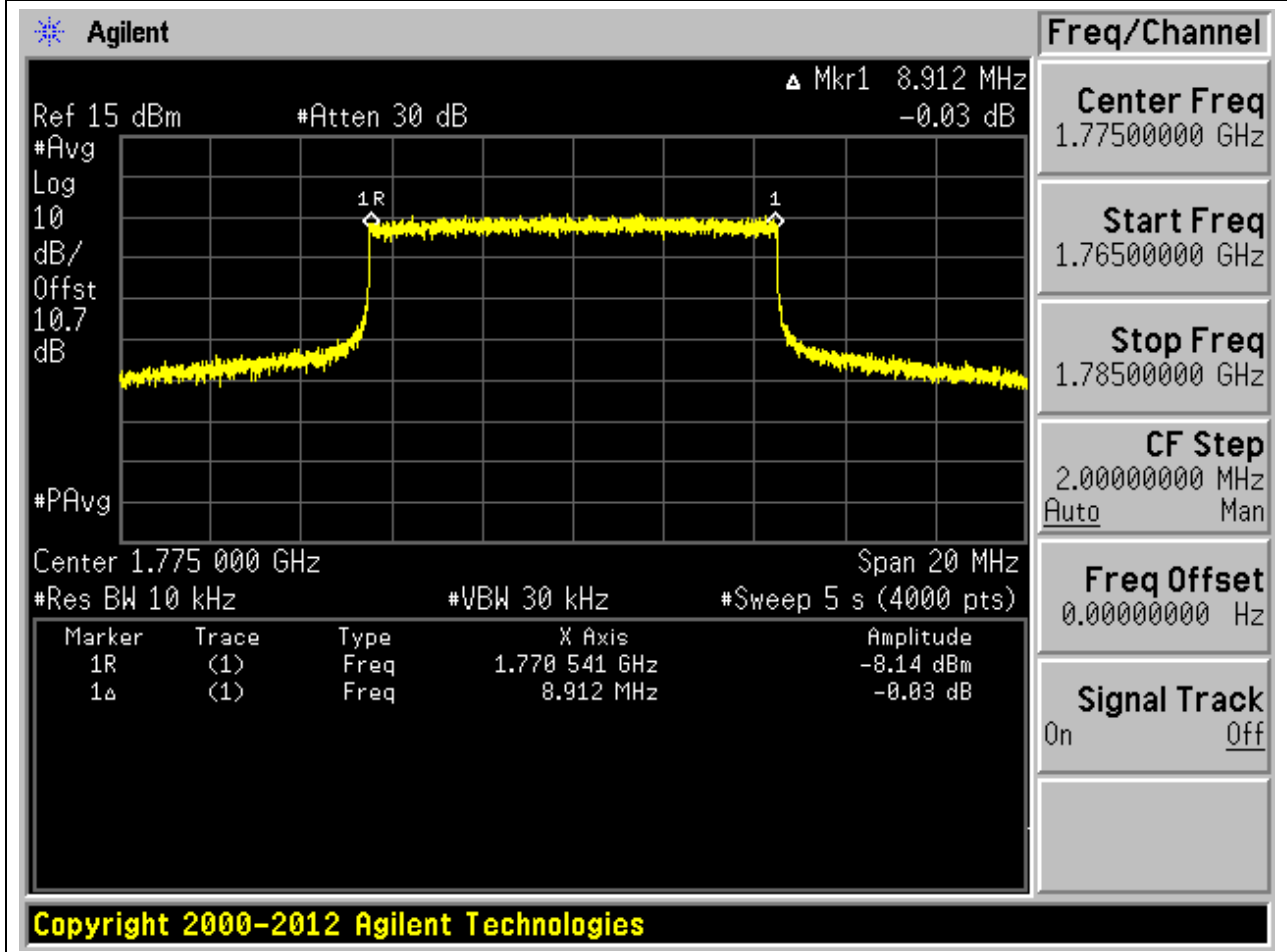 Agilent
Freq/Channel
Δ Mkr1 8.912 MHz
Ref 15 dBm #Atten 30 dB -0.03 dB
#Avg
Log
10
dB/
Offst
10.7
dB
#PAvg
1R
1
Center 1.775 000 GHz Span 20 MHz
#Res BW 10 kHz #VBW 30 kHz #Sweep 5 s (4000 pts)
Marker Trace Type X Axis Amplitude
1R (1) Freq 1.770 541 GHz -8.14 dBm
1Δ (1) Freq 8.912 MHz -0.03 dB
Center Freq
1.77500000 GHz
Start Freq
1.76500000 GHz
Stop Freq
1.78500000 GHz
CF Step
2.00000000 MHz
Auto Man
Freq Offset
0.00000000 Hz
Signal Track
On Off
Copyright 2000-2012 Agilent Technologies